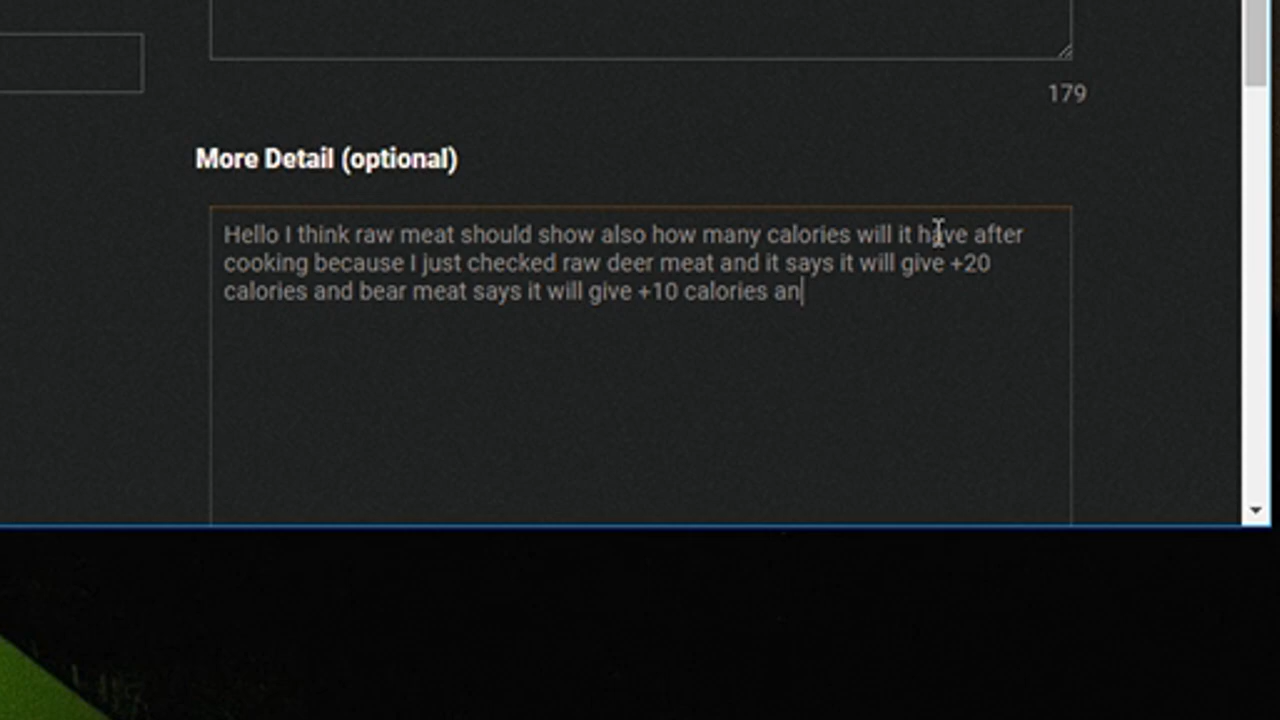 179
More Detail (optional)
Hello I think raw meat should show also how many calories will it have after
cooking because I just checked raw deer meat and it says it will give +20
calories and bear meat says it will give +10 calories an